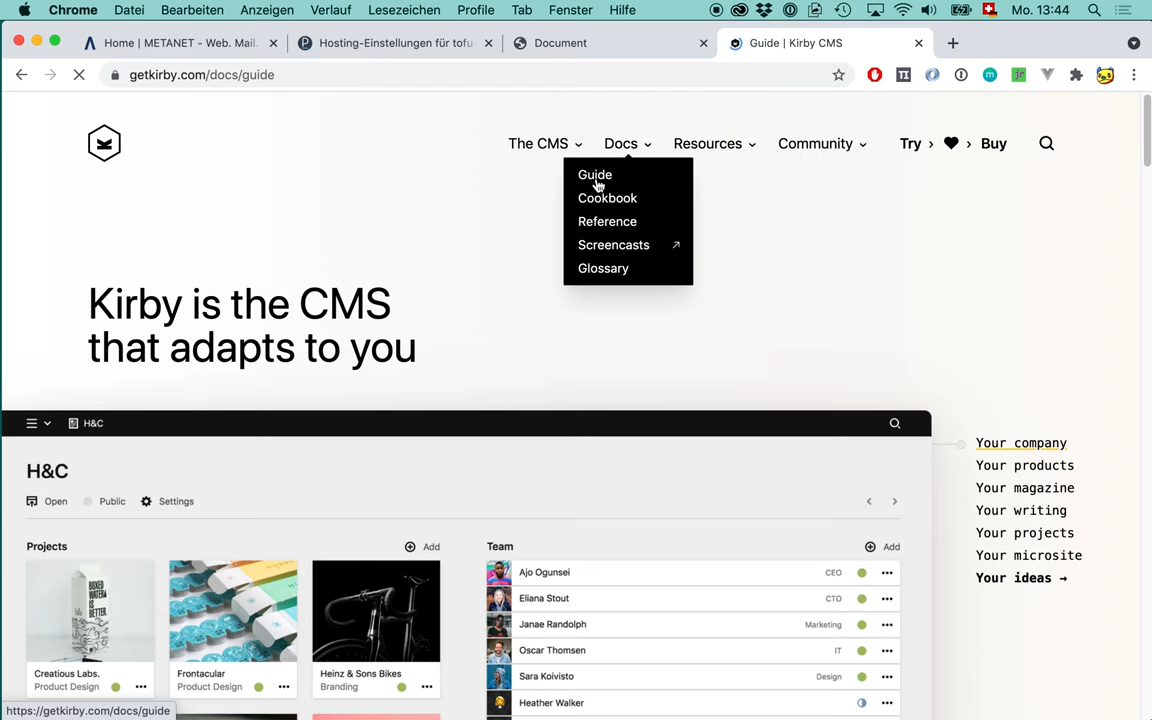 Chrome Datei Bearbeiten Anzeigen Verlauf Lesezeichen Profile Tab Fenster Hilfe Mo. 13:44
Home | METANET - Web. Mail. Hosting-Einstellungen für tofu Document Guide | Kirby CMS
getkirby.com/docs/guide
The CMS Docs Resources Community Try › › Buy
Guide
Cookbook
Reference
Screencasts ↗
Glossary
Kirby is the CMS
that adapts to you
H&C
H&C
Open Public Settings
Projects Add Team Add
Ajo Ogunsei CEO
Eliana Stout CTO
Janae Randolph Marketing
Oscar Thomsen IT
Sara Koivisto Design
Heather Walker
BOXED
WATER
IS
BETTER
Creatious Labs. Frontacular Heinz & Sons Bikes
Product Design Product Design Branding
Your company
Your products
Your magazine
Your writing
Your projects
Your microsite
Your ideas →
https://getkirby.com/docs/guide